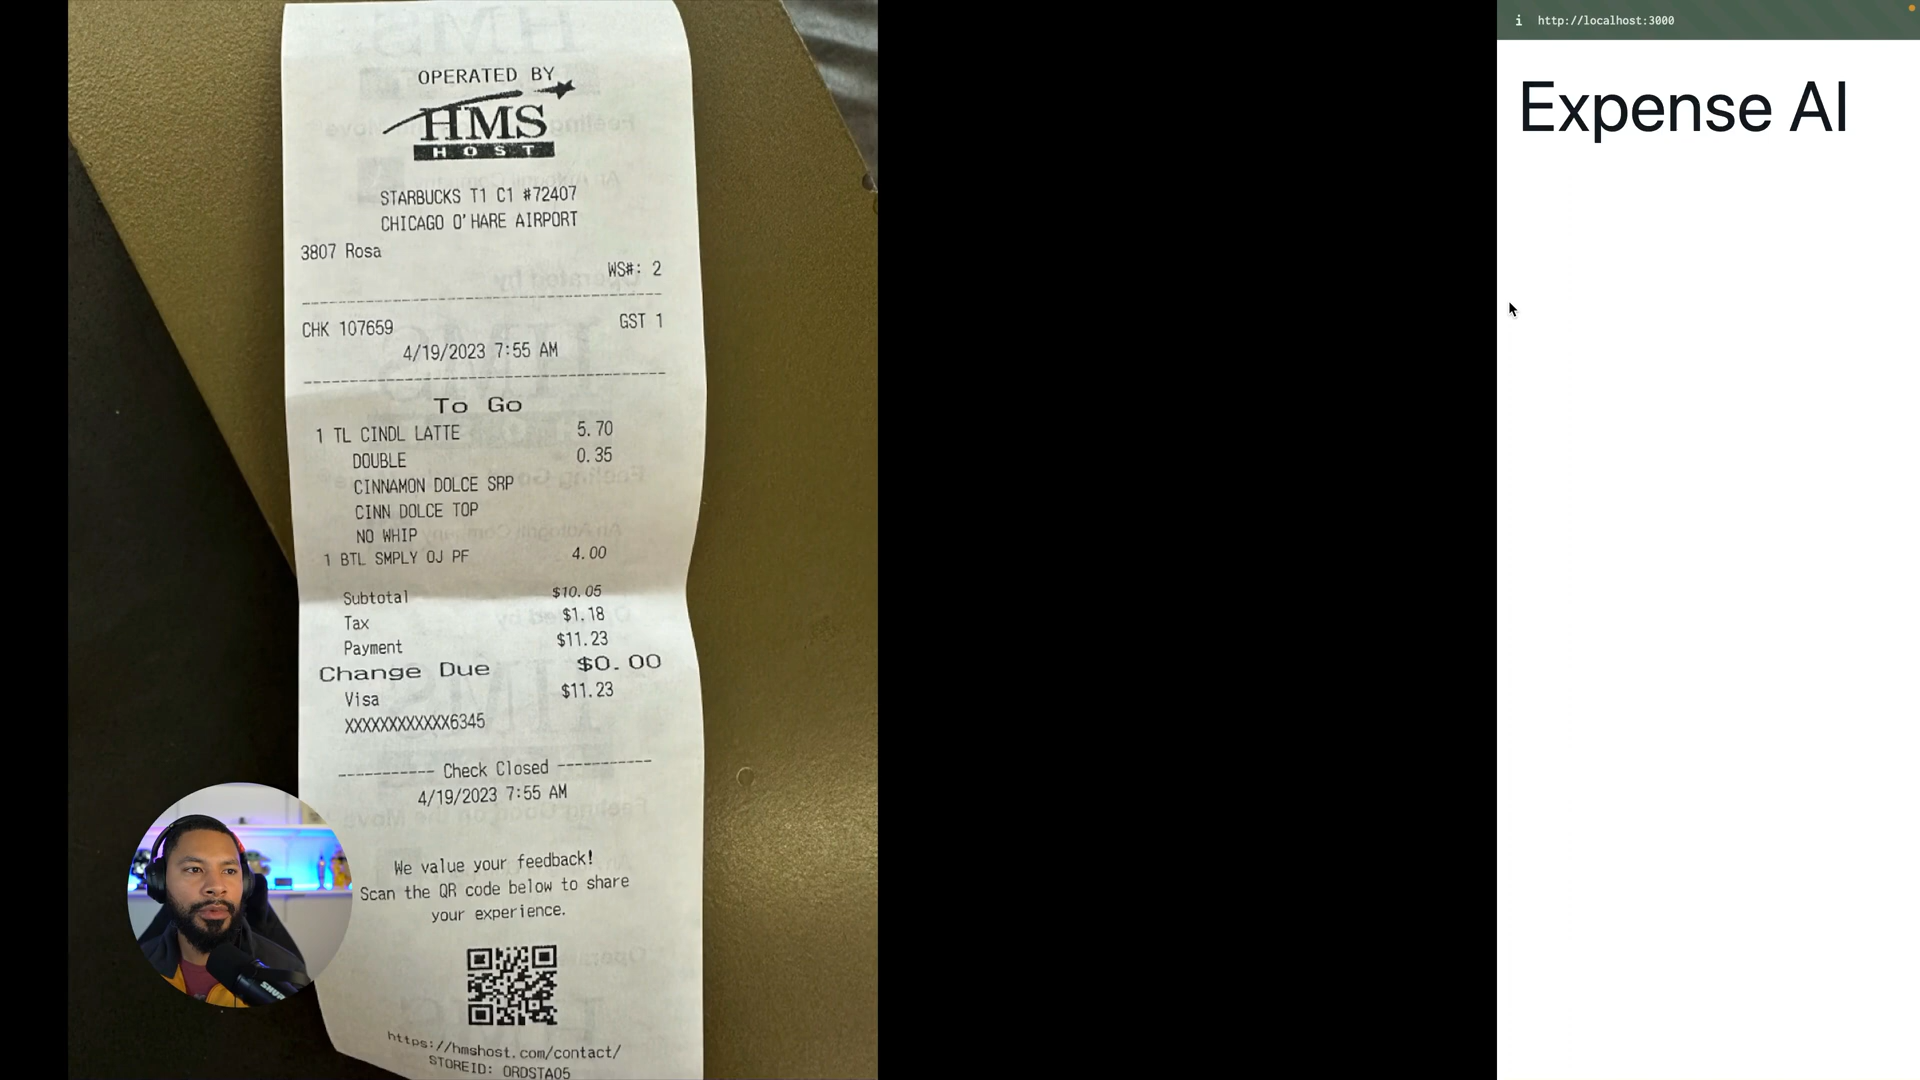 OPERATED BY
HMS
HOST
STARBUCKS T1 C1 #72407
CHICAGO O'HARE AIRPORT
3807 Rosa
WS#: 2
CHK 107659 GST 1
4/19/2023 7:55 AM
To Go
1 TL CINDL LATTE 5.70
DOUBLE 0.35
CINNAMON DOLCE SRP
CINN DOLCE TOP
NO WHIP
1 BTL SMPLY OJ PF 4.00
Subtotal $10.05
Tax $1.18
Payment $11.23
Change Due $0.00
Visa $11.23
XXXXXXXXXXXX6345
---------- Check Closed ----------
4/19/2023 7:55 AM
We value your feedback!
Scan the QR code below to share
your experience.
https://hmshost.com/contact/
STOREID: ORDSTA05
i http://localhost:3000
Expense AI